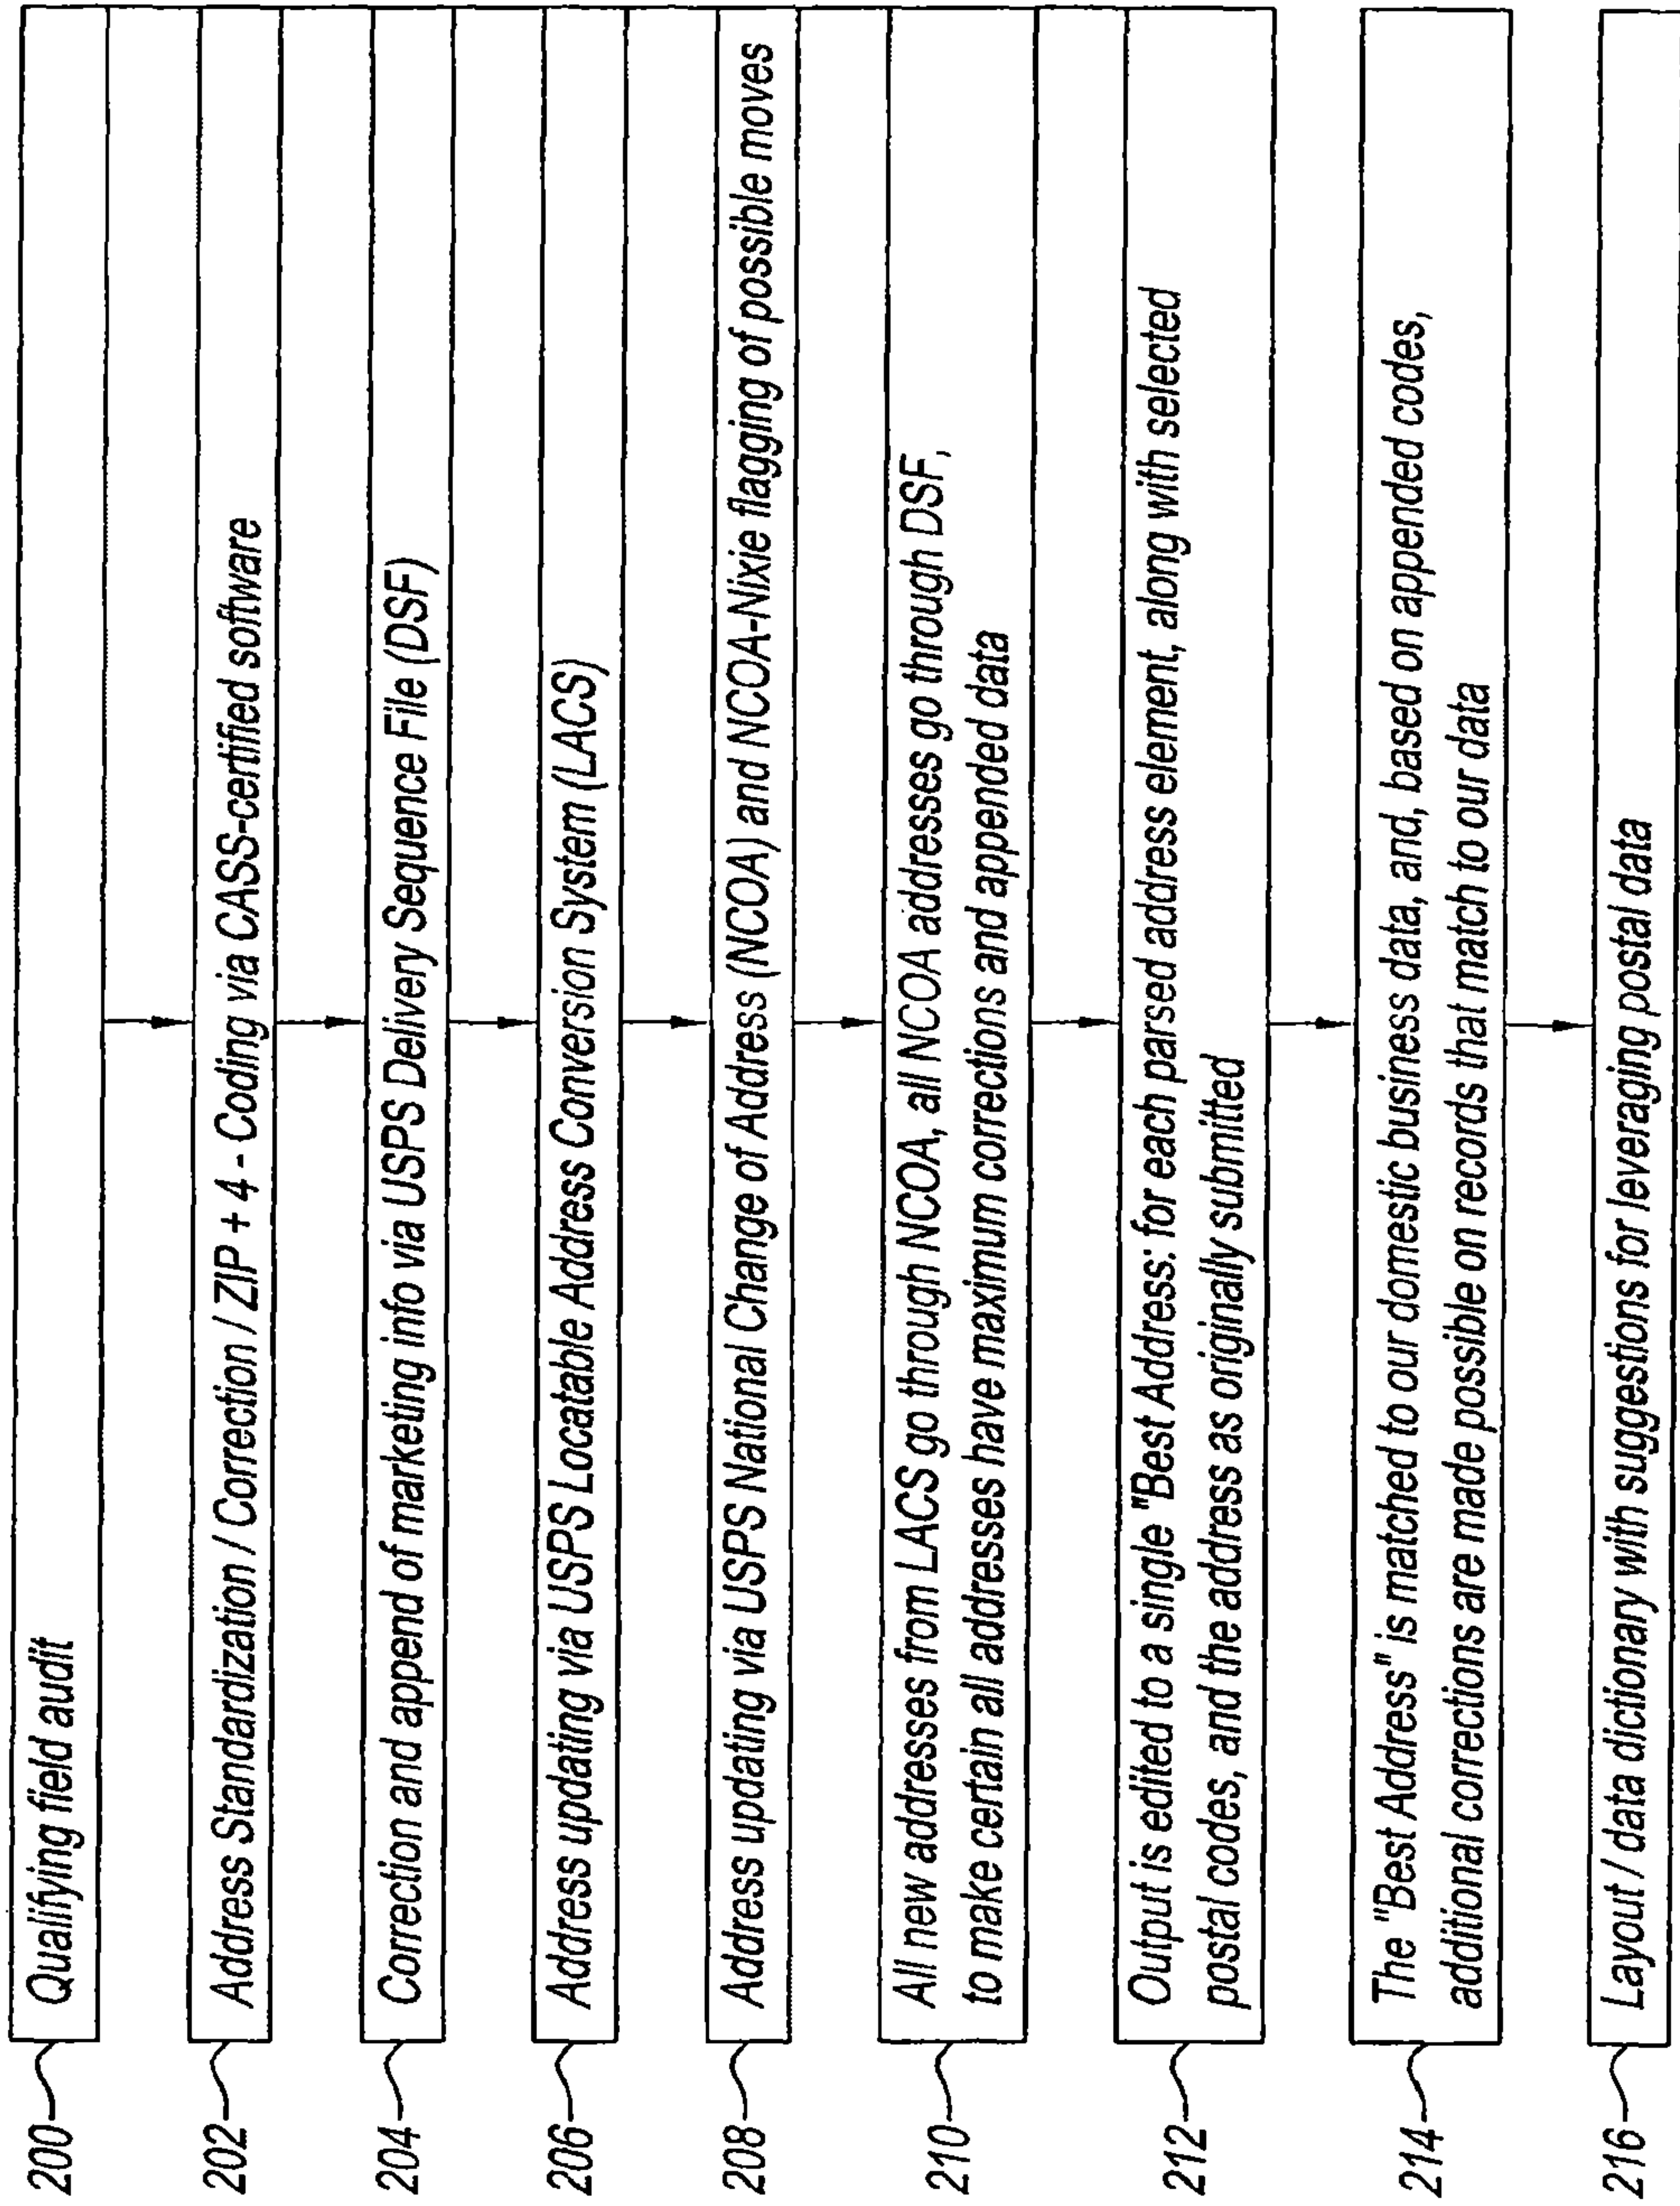 200
Qualifying field audit
202
Address Standardization / Correction / ZIP + 4 - Coding via CASS-certified software
204
Correction and append of marketing info via USPS Delivery Sequence File (DSF)
206
Address updating via USPS Locatable Address Conversion System (LACS)
208
Address updating via USPS National Change of Address (NCOA) and NCOA-Nixie flagging of possible moves
210
All new addresses from LACS go through NCOA, all NCOA addresses go through DSF,
to make certain all addresses have maximum corrections and appended data
212
Output is edited to a single "Best Address: for each parsed address element, along with selected
postal codes, and the address as originally submitted
214
The "Best Address" is matched to our domestic business data, and, based on appended codes,
additional corrections are made possible on records that match to our data
216
Layout / data dictionary with suggestions for leveraging postal data